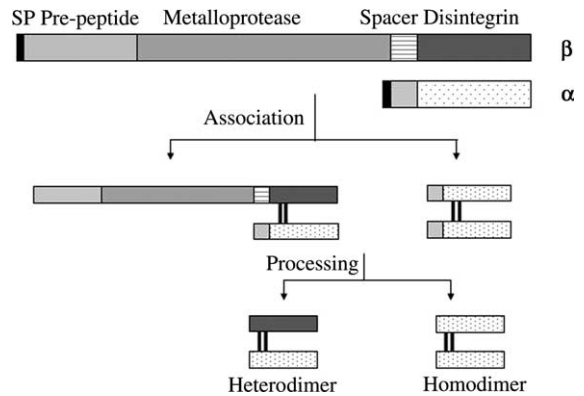 SP Pre-peptide Metalloprotease Spacer Disintegrin
β
α
Association
Processing
Heterodimer Homodimer